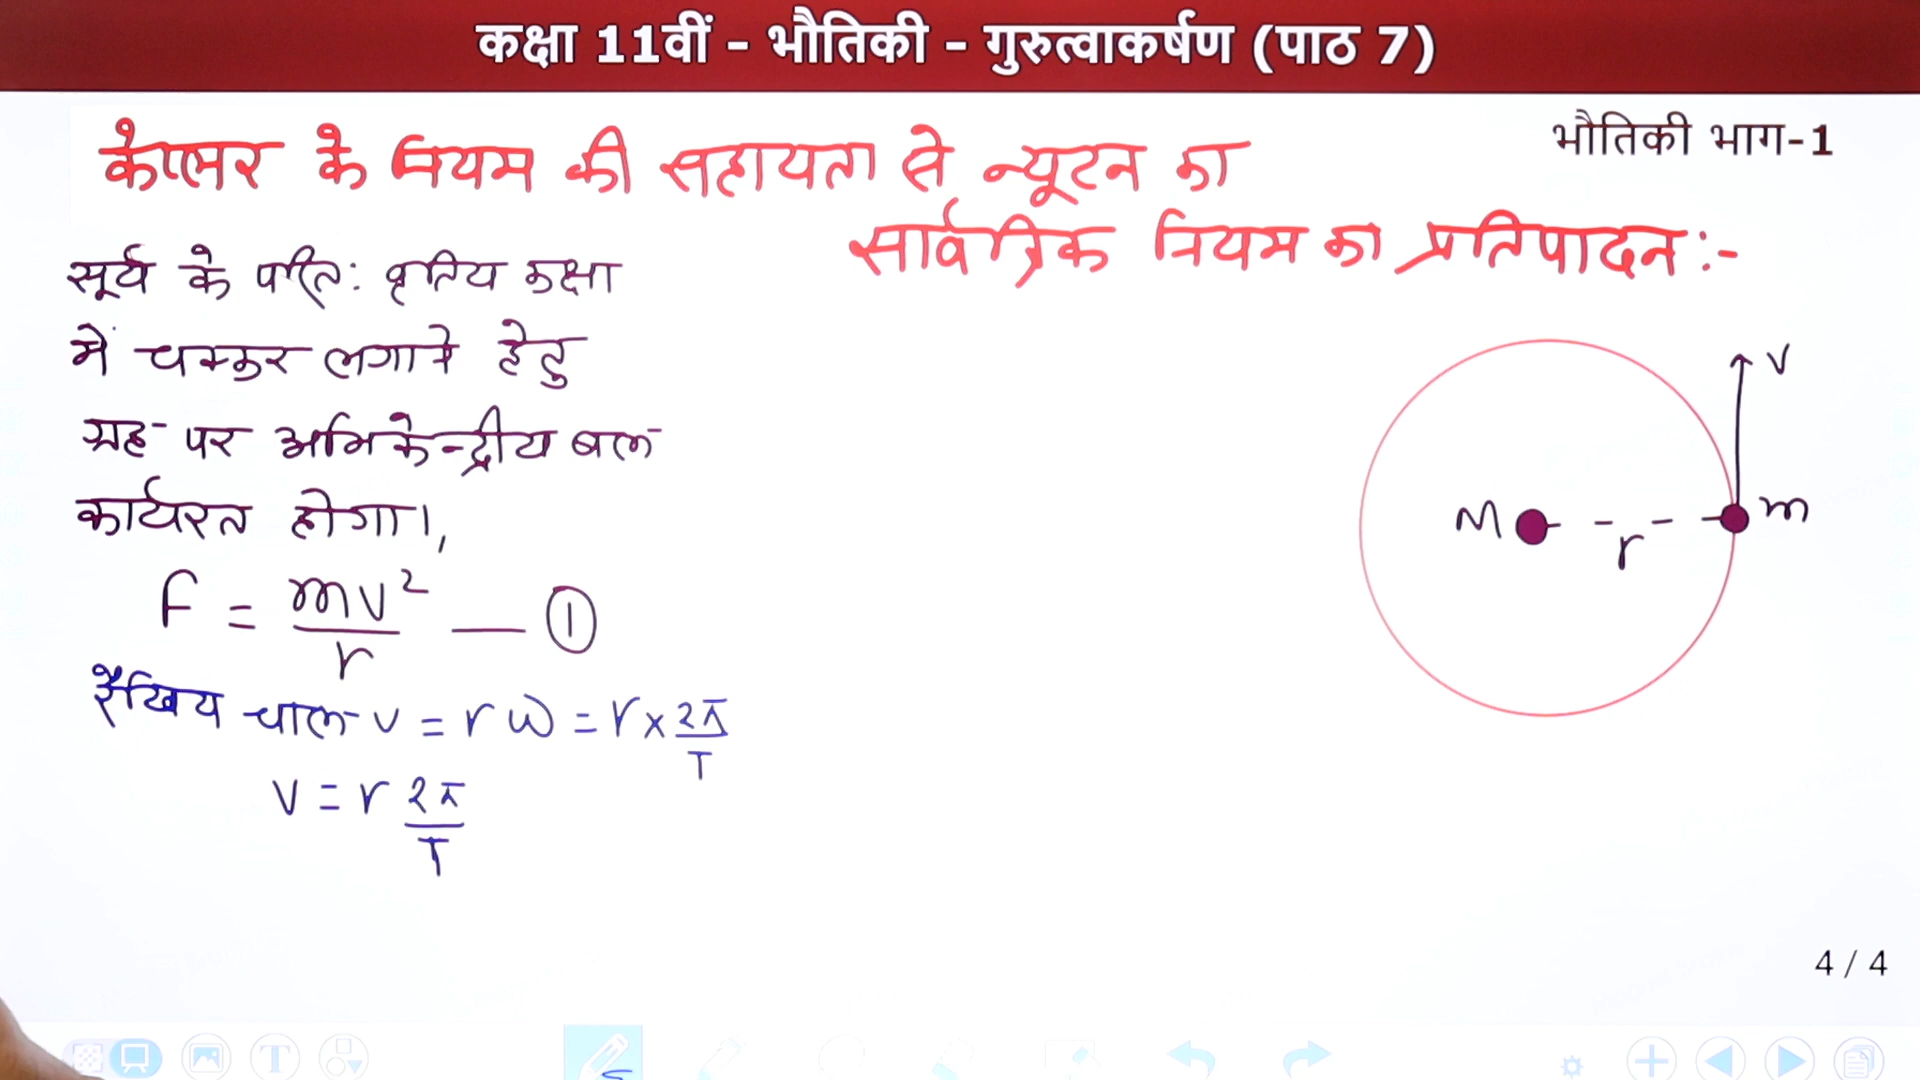 कक्षा 11वीं - भौतिकी - गुरुत्वाकर्षण (पाठ 7)
भौतिकी भाग-1
केप्लर के नियम की सहायता से न्यूटन का
सार्वत्रिक नियम का प्रतिपादन :-
सूर्य के परितः वृतिय कक्षा
में चक्कर लगाने हेतु
ग्रह पर अभिकेन्द्रीय बल
कार्यरत होगा।,
F = mv²/r — ①
रैखिय चाल v = rω = r × 2π/T
v = r 2π/T
v
M r m
4 / 4